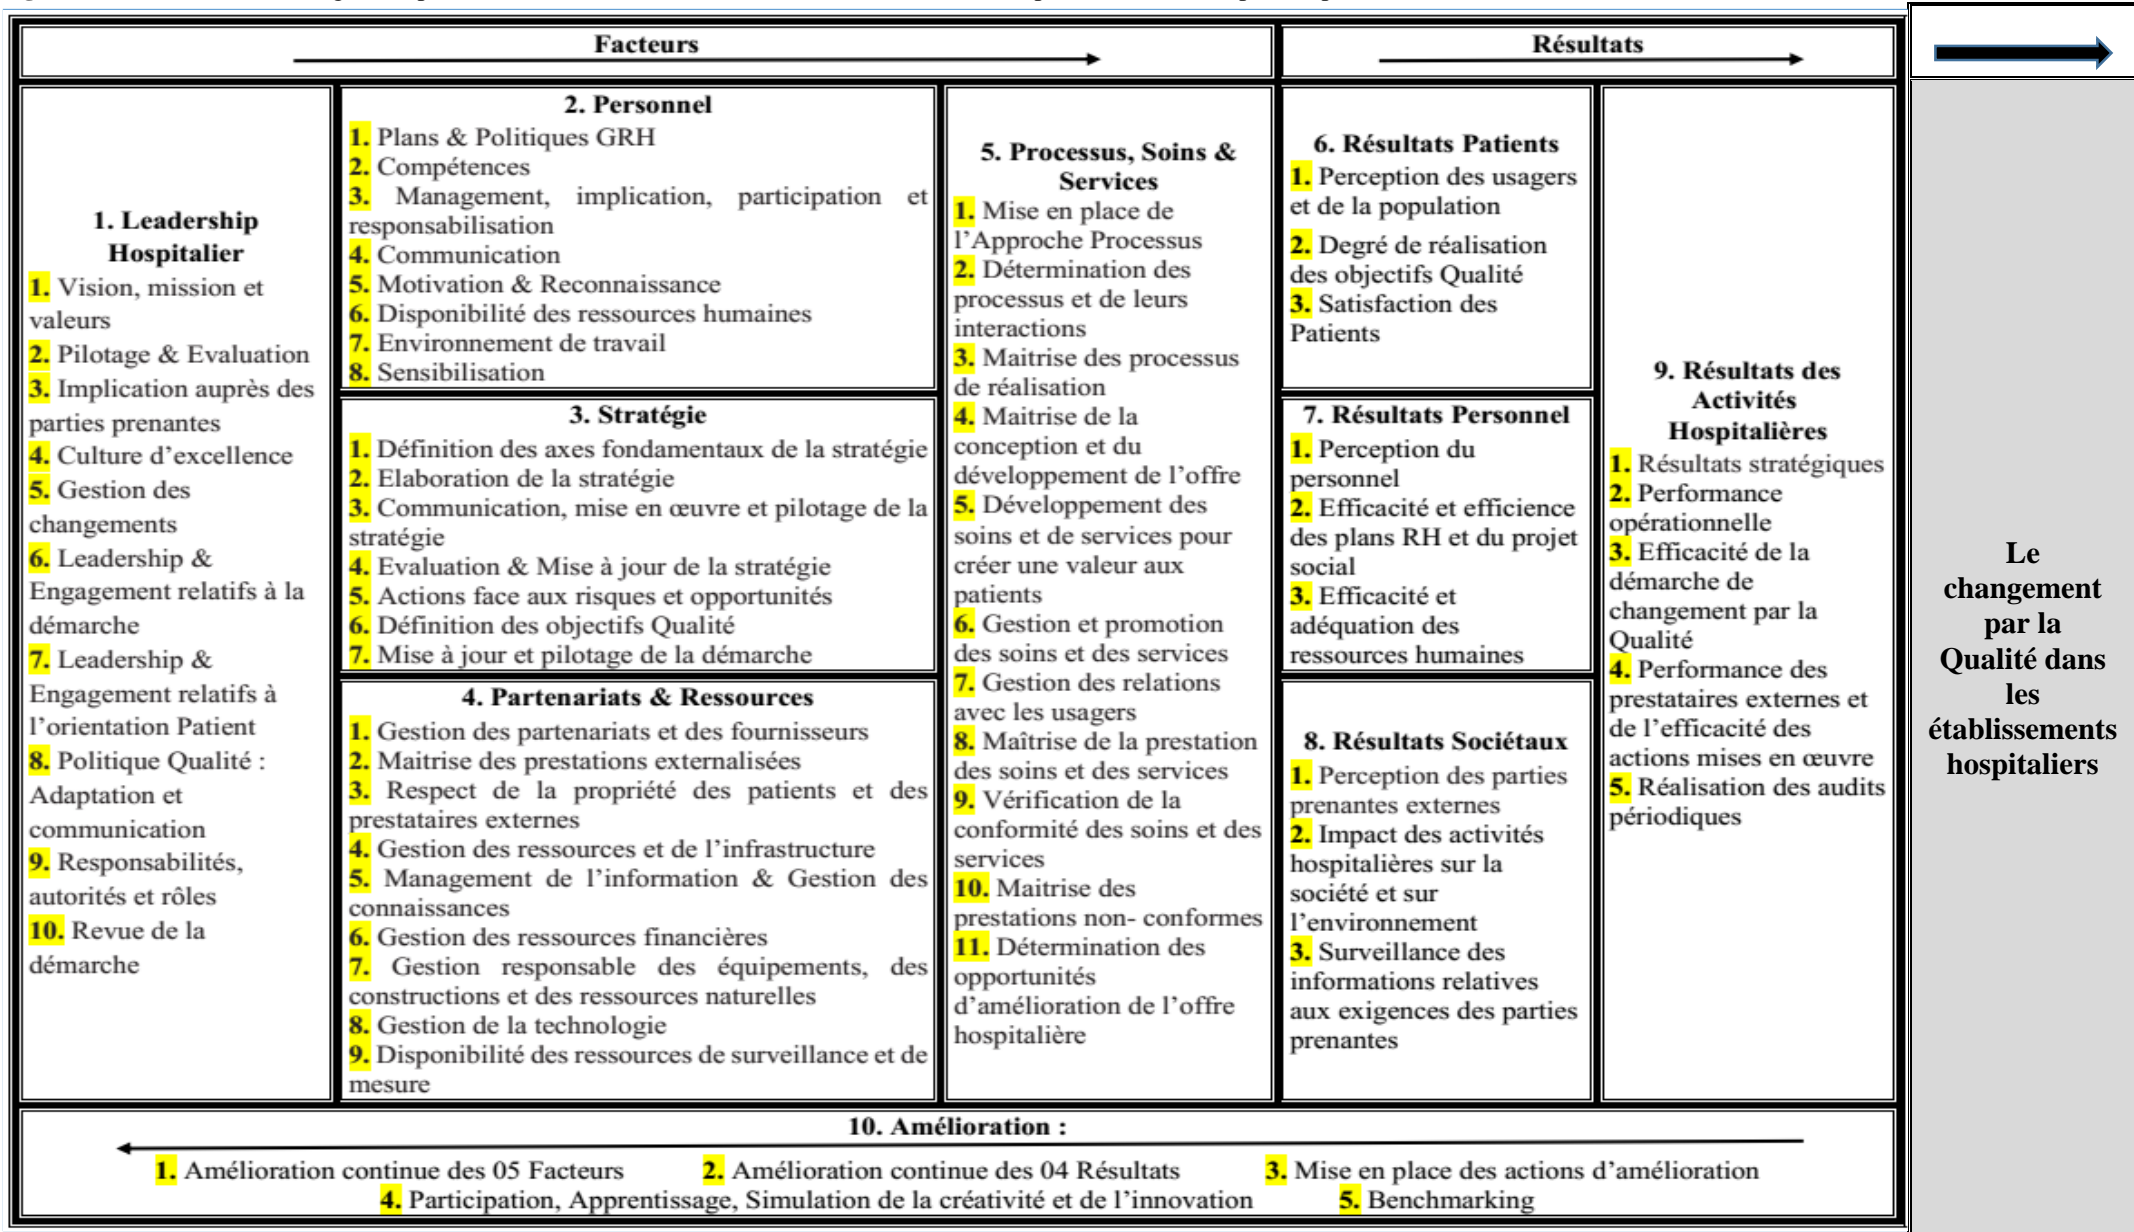 Facteurs
Résultats
1. Leadership
Hospitalier
1. Vision, mission et
valeurs
2. Pilotage & Evaluation
3. Implication auprès des
parties prenantes
4. Culture d’excellence
5. Gestion des
changements
6. Leadership &
Engagement relatifs à la
démarche
7. Leadership &
Engagement relatifs à
l’orientation Patient
8. Politique Qualité :
Adaptation et
communication
9. Responsabilités,
autorités et rôles
10. Revue de la
démarche
2. Personnel
1. Plans & Politiques GRH
2. Compétences
3. Management, implication, participation et
responsabilisation
4. Communication
5. Motivation & Reconnaissance
6. Disponibilité des ressources humaines
7. Environnement de travail
8. Sensibilisation
3. Stratégie
1. Définition des axes fondamentaux de la stratégie
2. Elaboration de la stratégie
3. Communication, mise en œuvre et pilotage de la
stratégie
4. Evaluation & Mise à jour de la stratégie
5. Actions face aux risques et opportunités
6. Définition des objectifs Qualité
7. Mise à jour et pilotage de la démarche
4. Partenariats & Ressources
1. Gestion des partenariats et des fournisseurs
2. Maitrise des prestations externalisées
3. Respect de la propriété des patients et des
prestataires externes
4. Gestion des ressources et de l’infrastructure
5. Management de l’information & Gestion des
connaissances
6. Gestion des ressources financières
7. Gestion responsable des équipements, des
constructions et des ressources naturelles
8. Gestion de la technologie
9. Disponibilité des ressources de surveillance et de
mesure
5. Processus, Soins &
Services
1. Mise en place de
l’Approche Processus
2. Détermination des
processus et de leurs
interactions
3. Maitrise des processus
de réalisation
4. Maitrise de la
conception et du
développement de l’offre
5. Développement des
soins et de services pour
créer une valeur aux
patients
6. Gestion et promotion
des soins et des services
7. Gestion des relations
avec les usagers
8. Maîtrise de la prestation
des soins et des services
9. Vérification de la
conformité des soins et des
services
10. Maitrise des
prestations non- conformes
11. Détermination des
opportunités
d’amélioration de l’offre
hospitalière
6. Résultats Patients
1. Perception des usagers
et de la population
2. Degré de réalisation
des objectifs Qualité
3. Satisfaction des
Patients
7. Résultats Personnel
1. Perception du
personnel
2. Efficacité et efficience
des plans RH et du projet
social
3. Efficacité et
adéquation des
ressources humaines
8. Résultats Sociétaux
1. Perception des parties
prenantes externes
2. Impact des activités
hospitalières sur la
société et sur
l’environnement
3. Surveillance des
informations relatives
aux exigences des parties
prenantes
9. Résultats des
Activités
Hospitalières
1. Résultats stratégiques
2. Performance
opérationnelle
3. Efficacité de la
démarche de
changement par la
Qualité
4. Performance des
prestataires externes et
de l’efficacité des
actions mises en œuvre
5. Réalisation des audits
périodiques
Le
changement
par la
Qualité dans
les
établissements
hospitaliers
10. Amélioration :
1. Amélioration continue des 05 Facteurs 2. Amélioration continue des 04 Résultats 3. Mise en place des actions d’amélioration
4. Participation, Apprentissage, Simulation de la créativité et de l’innovation 5. Benchmarking